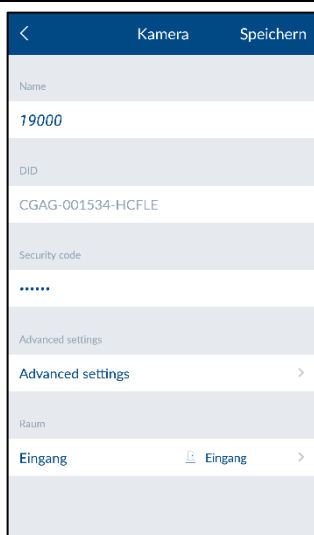 Kamera Speichern
Name
19000
DID
CGAG-001534-HCFLE
Security code
••••••
Advanced settings
Advanced settings
Raum
Eingang Eingang